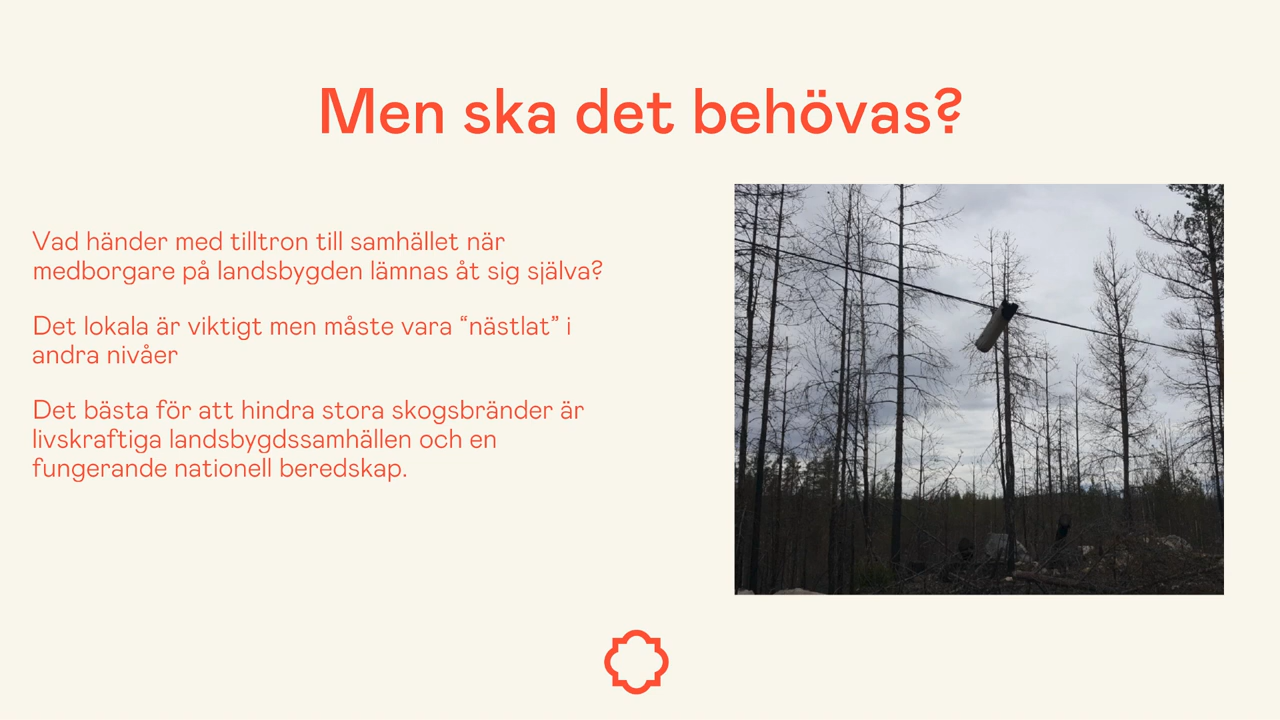 Men ska det behövas?
Vad händer med tilltron till samhället när
medborgare på landsbygden lämnas åt sig själva?
Det lokala är viktigt men måste vara “nästlat” i
andra nivåer
Det bästa för att hindra stora skogsbränder är
livskraftiga landsbygdssamhällen och en
fungerande nationell beredskap.